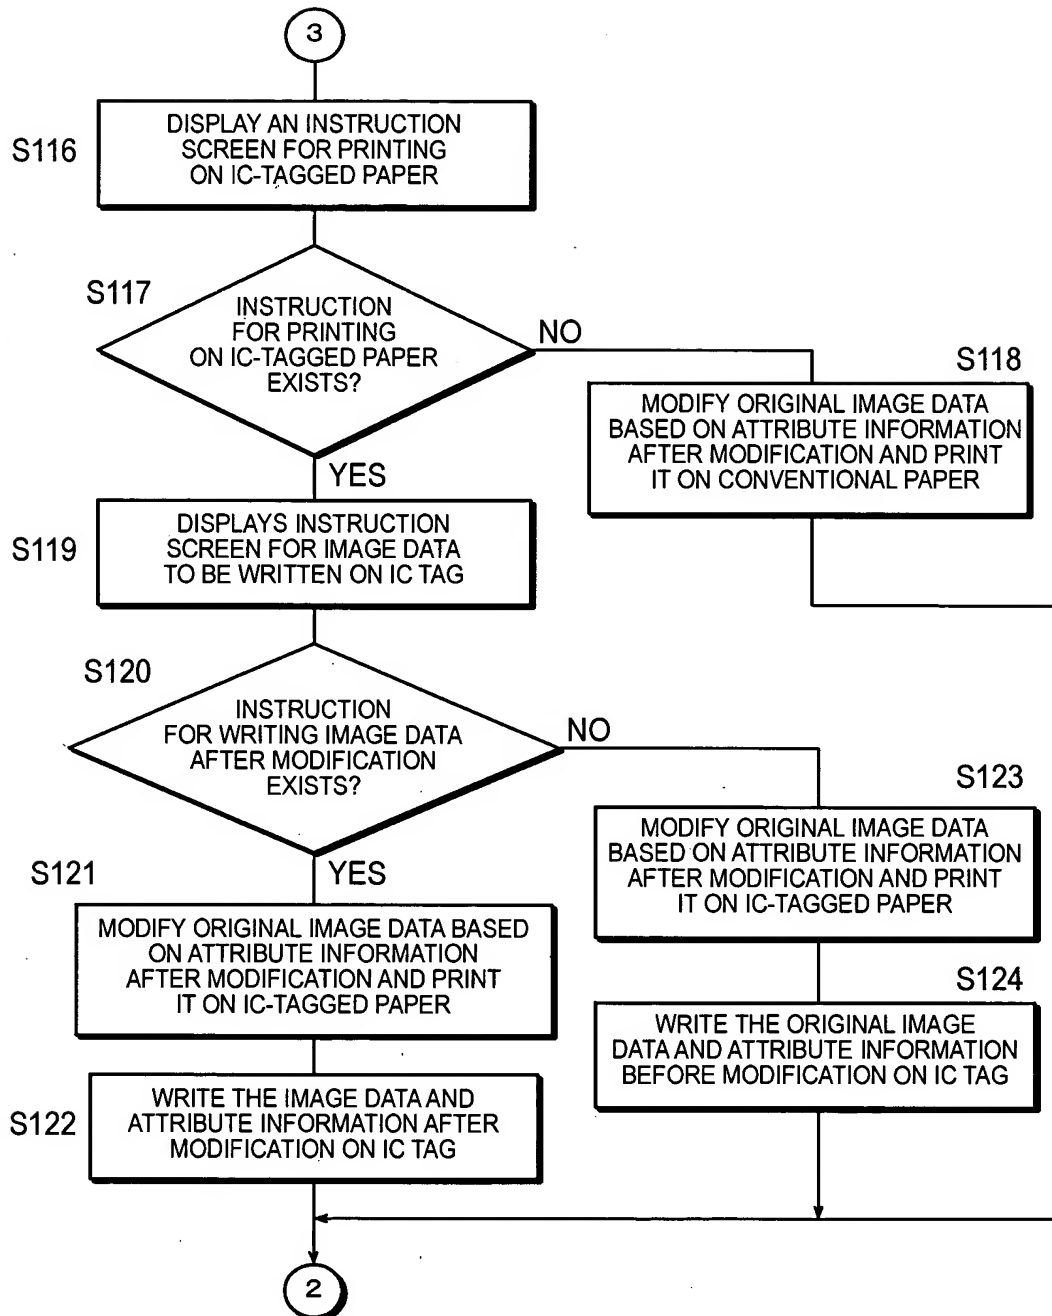 3
S116
DISPLAY AN INSTRUCTION
SCREEN FOR PRINTING
ON IC-TAGGED PAPER
S117
INSTRUCTION
FOR PRINTING
ON IC-TAGGED PAPER
EXISTS?
NO
YES
S118
MODIFY ORIGINAL IMAGE DATA
BASED ON ATTRIBUTE INFORMATION
AFTER MODIFICATION AND PRINT
IT ON CONVENTIONAL PAPER
S119
DISPLAYS INSTRUCTION
SCREEN FOR IMAGE DATA
TO BE WRITTEN ON IC TAG
S120
INSTRUCTION
FOR WRITING IMAGE DATA
AFTER MODIFICATION
EXISTS?
NO
YES
S123
MODIFY ORIGINAL IMAGE DATA
BASED ON ATTRIBUTE INFORMATION
AFTER MODIFICATION AND PRINT
IT ON IC-TAGGED PAPER
S121
MODIFY ORIGINAL IMAGE DATA BASED
ON ATTRIBUTE INFORMATION
AFTER MODIFICATION AND PRINT
IT ON IC-TAGGED PAPER
S124
WRITE THE ORIGINAL IMAGE
DATA AND ATTRIBUTE INFORMATION
BEFORE MODIFICATION ON IC TAG
S122
WRITE THE IMAGE DATA AND
ATTRIBUTE INFORMATION AFTER
MODIFICATION ON IC TAG
2